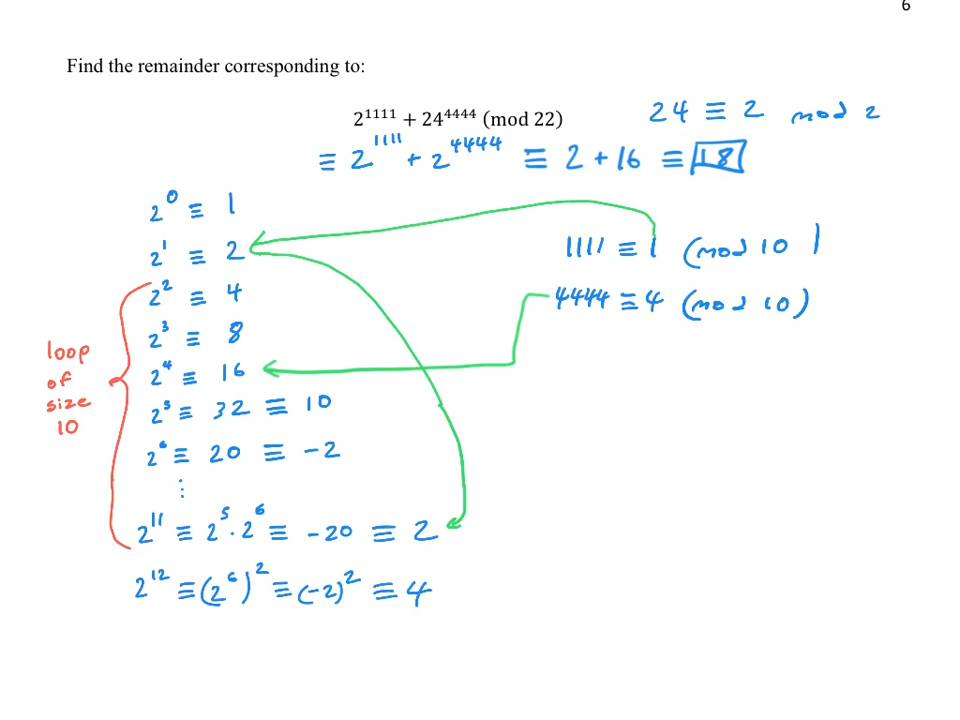 6
Find the remainder corresponding to:
2^1111 + 24^4444 (mod 22)
24 ≡ 2 mod 2
≡ 2^1111 + 2^4444 ≡ 2 + 16 ≡ 18
2^0 ≡ 1
2^1 ≡ 2
1111 ≡ 1 (mod 10)
2^2 ≡ 4
4444 ≡ 4 (mod 10)
2^3 ≡ 8
loop
of
size
10
2^4 ≡ 16
2^5 ≡ 32 ≡ 10
2^6 ≡ 20 ≡ -2
⋮
2^11 ≡ 2^5 · 2^6 ≡ -20 ≡ 2
2^12 ≡ (2^6)^2 ≡ (-2)^2 ≡ 4